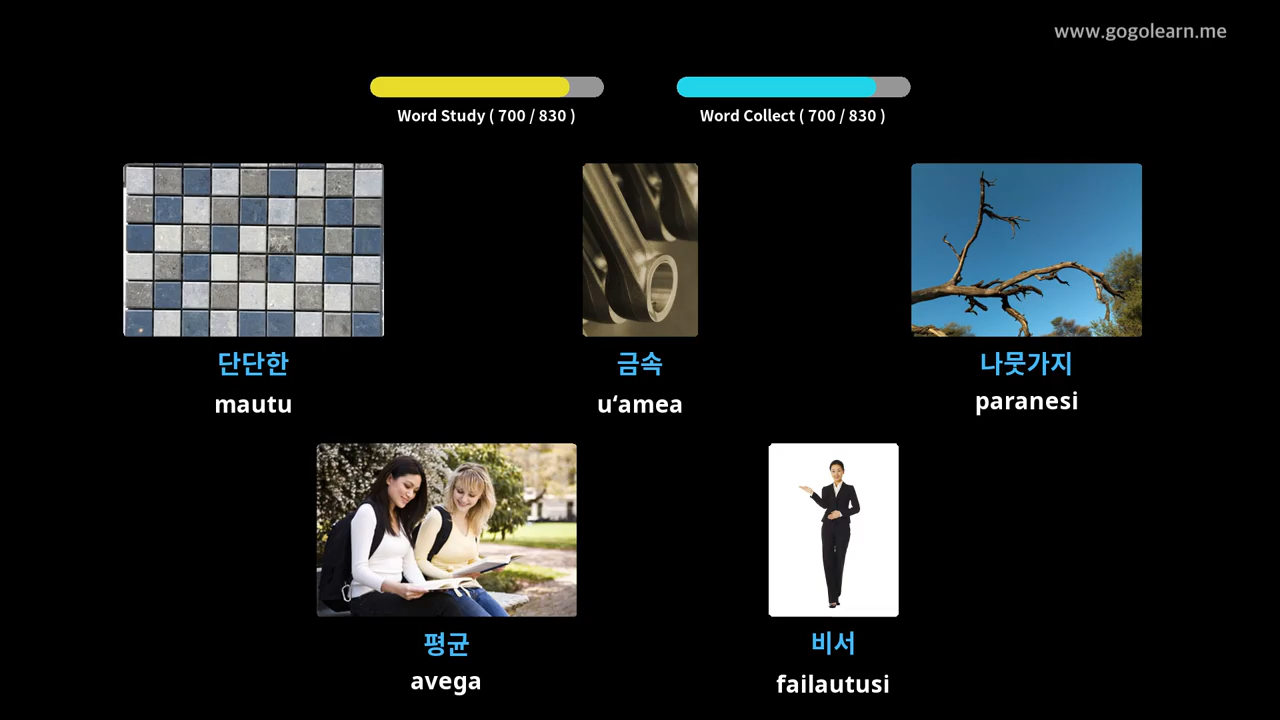 www.gogolearn.me
Word Study ( 700 / 830 )
Word Collect ( 700 / 830 )
단단한
금속
나뭇가지
mautu
u‘amea
paranesi
평균
비서
avega
failautusi